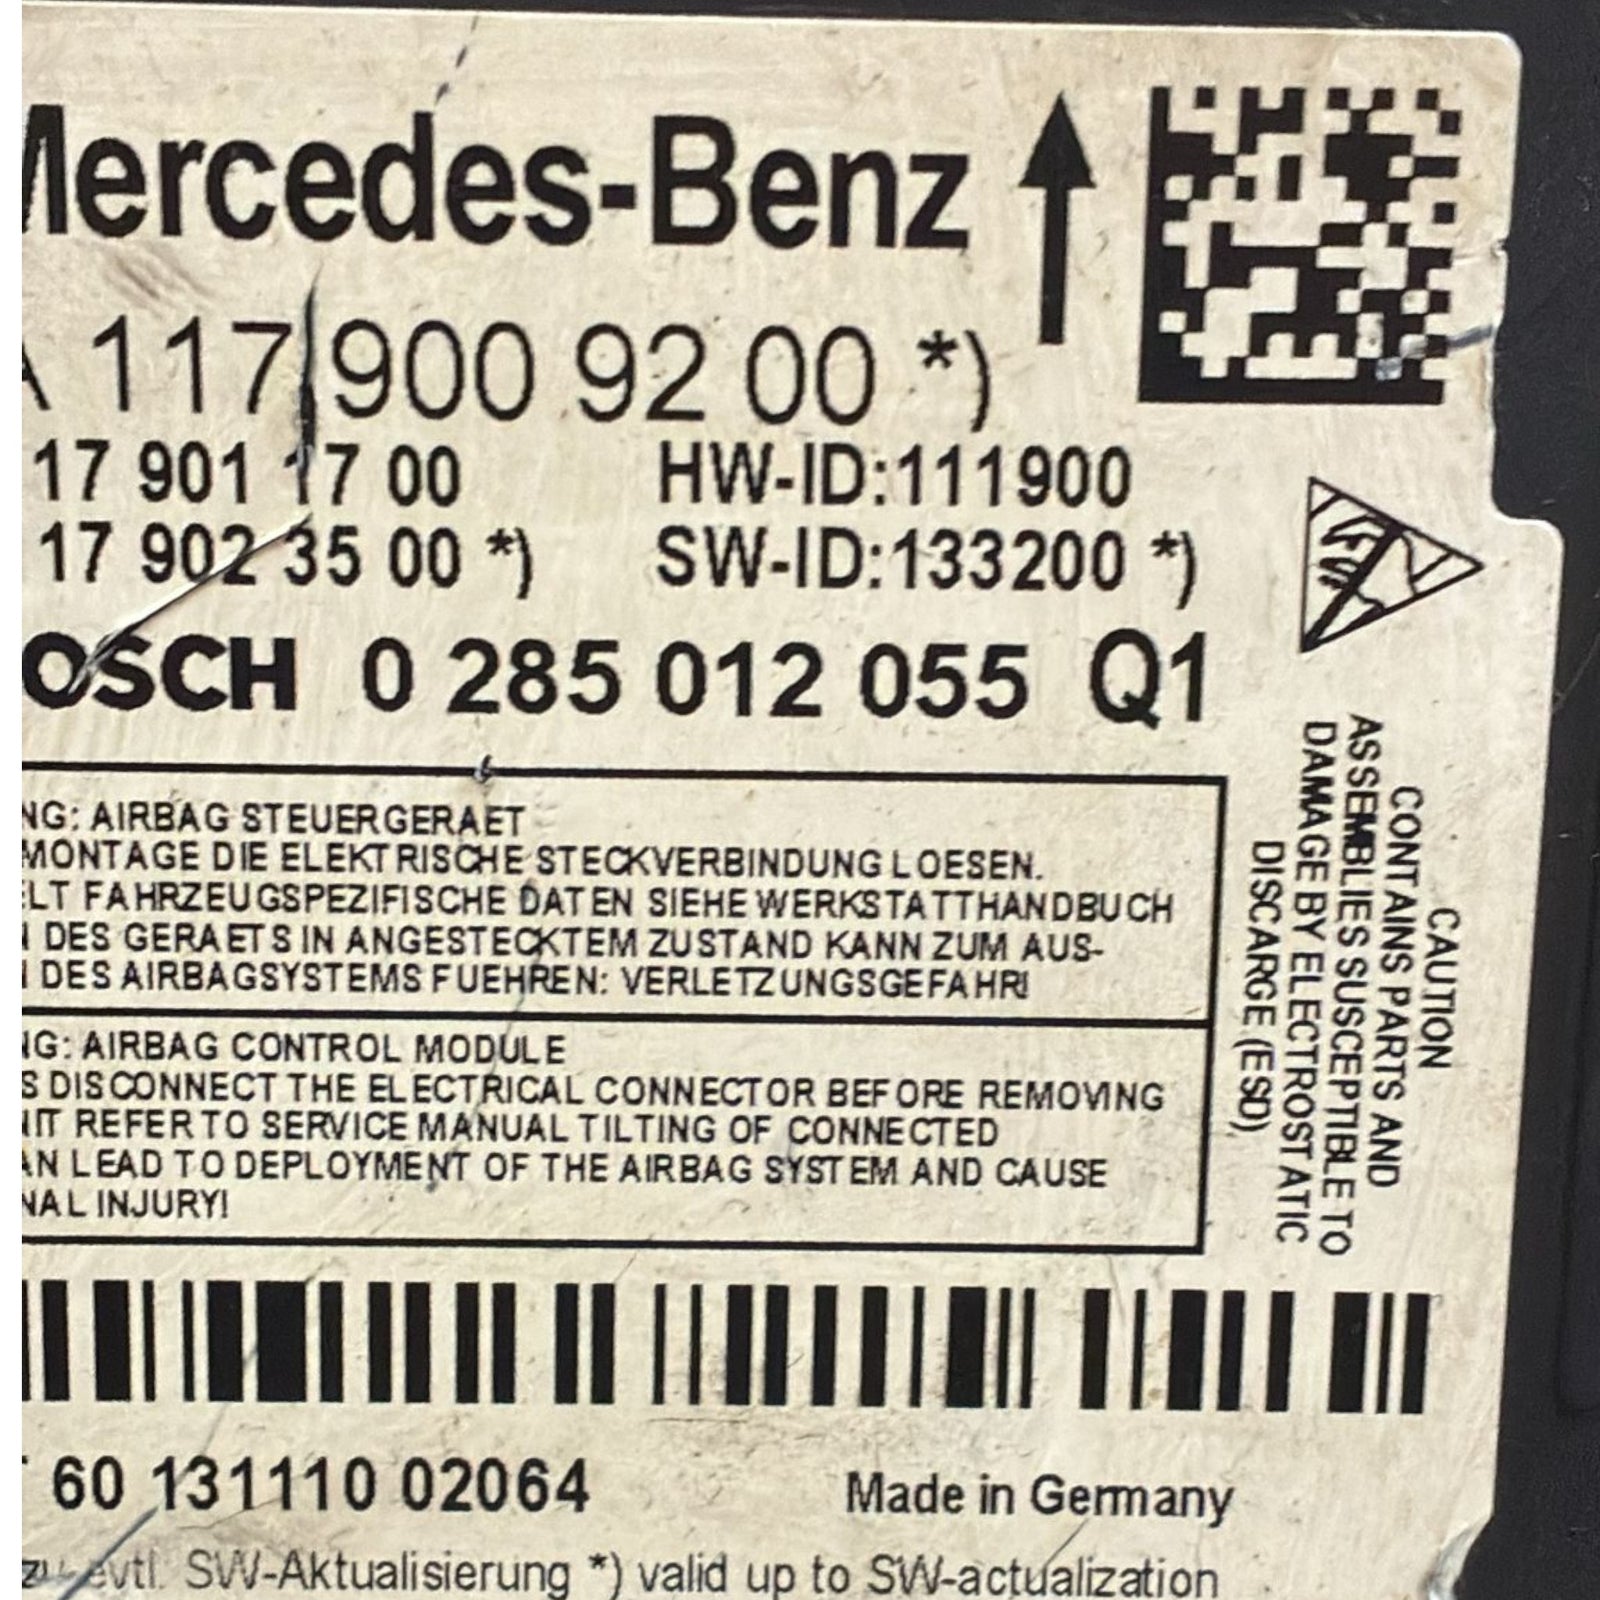 Mercedes-Benz
A 117 900 92 00 *)
17 901 17 00 HW-ID:111900
17 902 35 00 *) SW-ID:133200 *)
OSCH 0 285 012 055 Q1
NG: AIRBAG STEUERGERAET
MONTAGE DIE ELEKTRISCHE STECKVERBINDUNG LOESEN.
ELT FAHRZEUGSPEZIFISCHE DATEN SIEHE WERKSTATTHANDBUCH
N DES GERAETS IN ANGESTECKTEM ZUSTAND KANN ZUM AUS-
N DES AIRBAGSYSTEMS FUEHREN: VERLETZUNGSGEFAHR!
NG: AIRBAG CONTROL MODULE
S DISCONNECT THE ELECTRICAL CONNECTOR BEFORE REMOVING
NIT REFER TO SERVICE MANUAL TILTING OF CONNECTED
AN LEAD TO DEPLOYMENT OF THE AIRBAG SYSTEM AND CAUSE
NAL INJURY!
CAUTION
CONTAINS PARTS AND
ASSEMBLIES SUSCEPTIBLE TO
DAMAGE BY ELECTROSTATIC
DISCARGE (ESD)
60 131110 02064 Made in Germany
evtl. SW-Aktualisierung *) valid up to SW-actualization